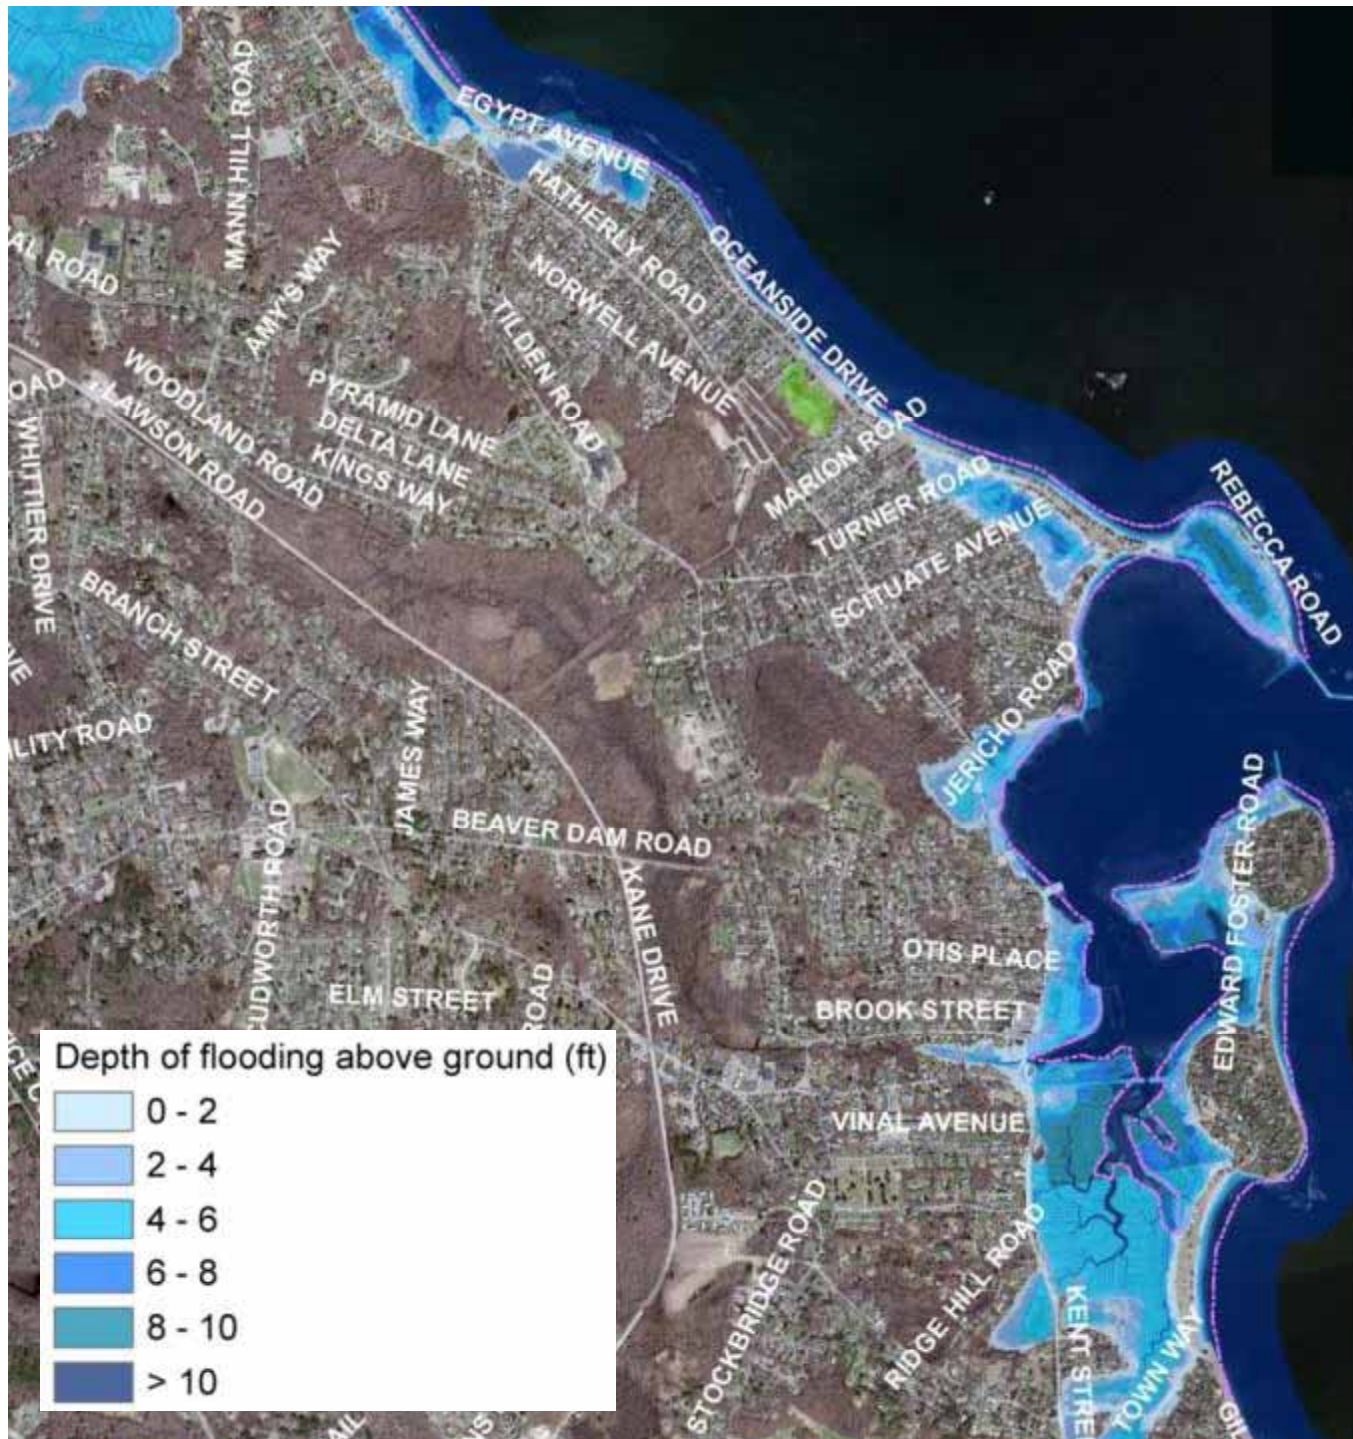 EGYPT AVENUE
MANN HILL ROAD
HATHERLY ROAD
AL ROAD
AMY'S WAY
NORWELL AVENUE
OCEANSIDE DRIVE
TILDEN ROAD
WOODLAND ROAD
PYRAMID LANE
DELTA LANE
KINGS WAY
LAWSON ROAD
OAD
WHITTIER DRIVE
MARION ROAD
TURNER ROAD
SCITUATE AVENUE
REBECCA ROAD
BRANCH STREET
VE
ILITY ROAD
JAMES WAY
JERICHO ROAD
BEAVER DAM ROAD
CUDWORTH ROAD
KANE DRIVE
EDWARD FOSTER ROAD
OTIS PLACE
ELM STREET
ROAD
BROOK STREET
VINAL AVENUE
STOCKBRIDGE ROAD
RIDGE HILL ROAD
KENT STREE
TOWN WAY
GIL
Depth of flooding above ground (ft)
0 - 2
2 - 4
4 - 6
6 - 8
8 - 10
> 10